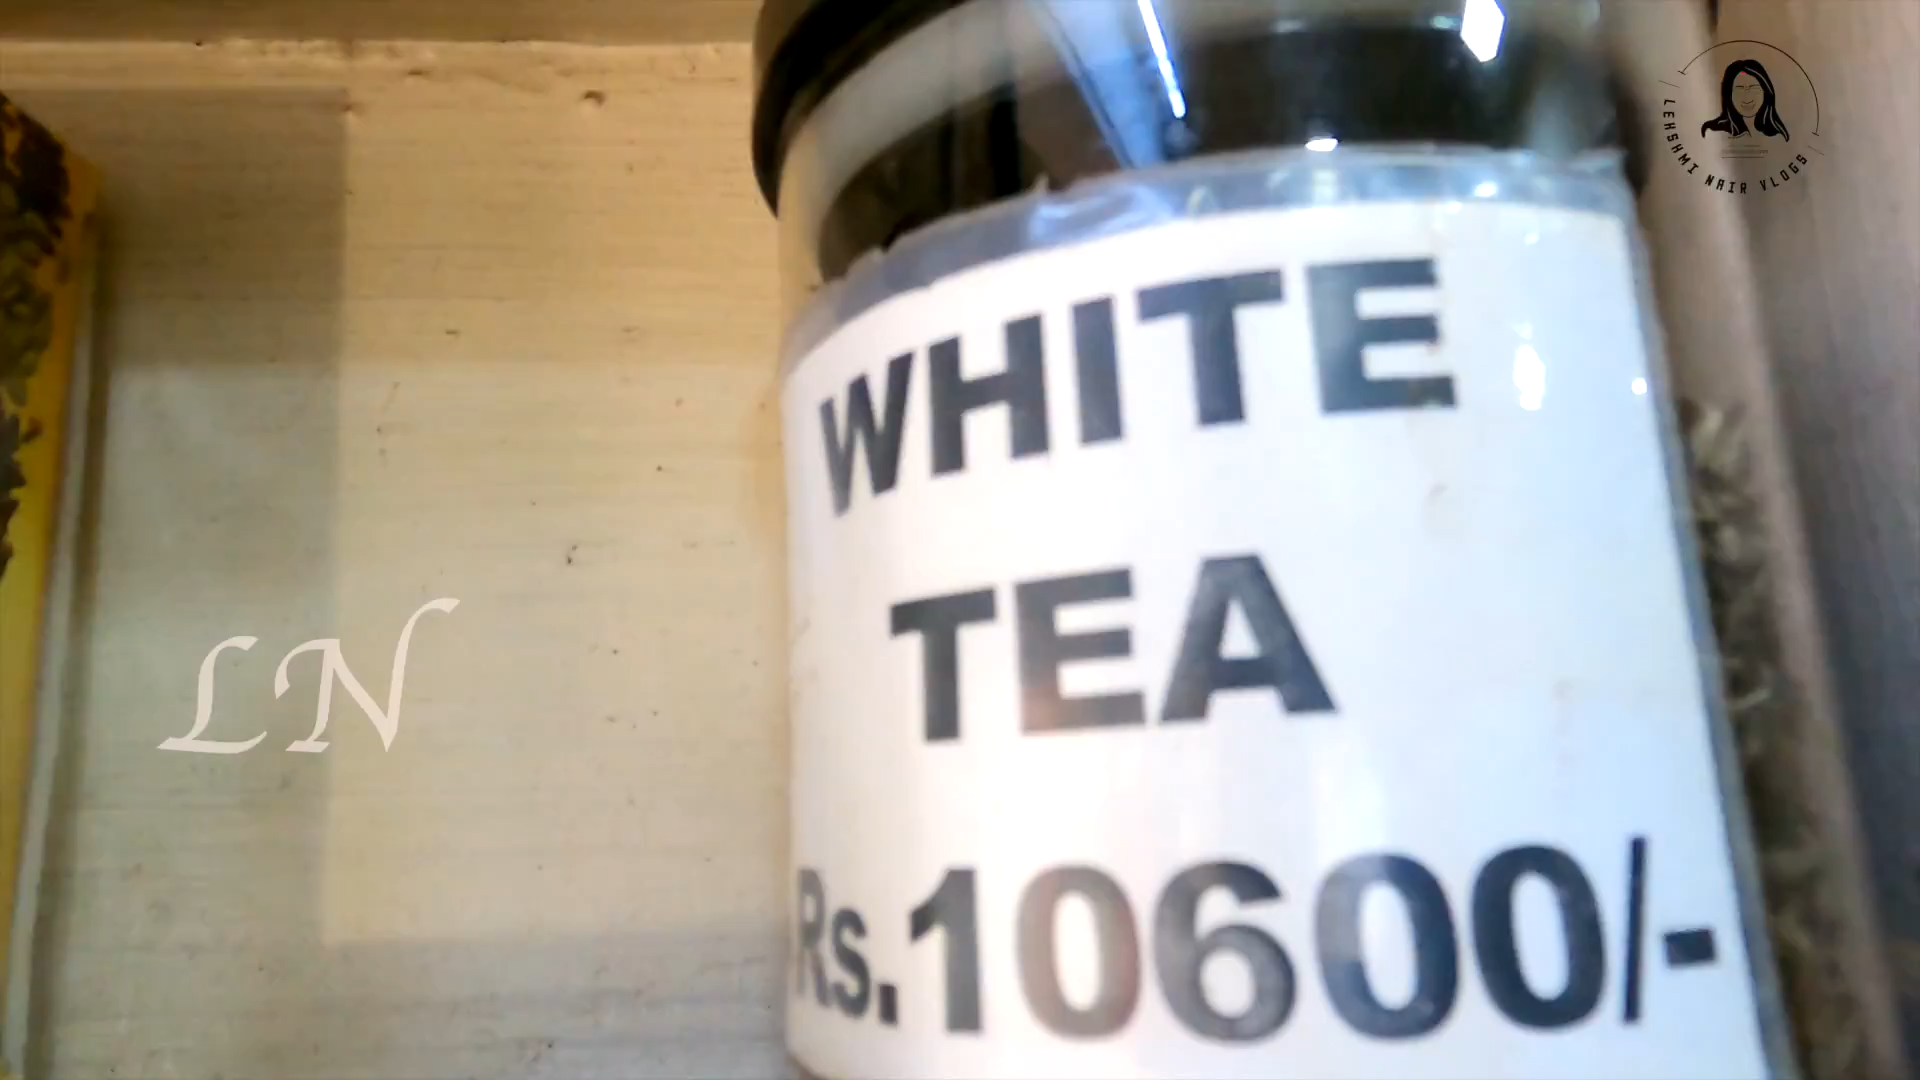 LEKSHMI NAIR VLOGS
WHITE
TEA
Rs.10600/-
LN